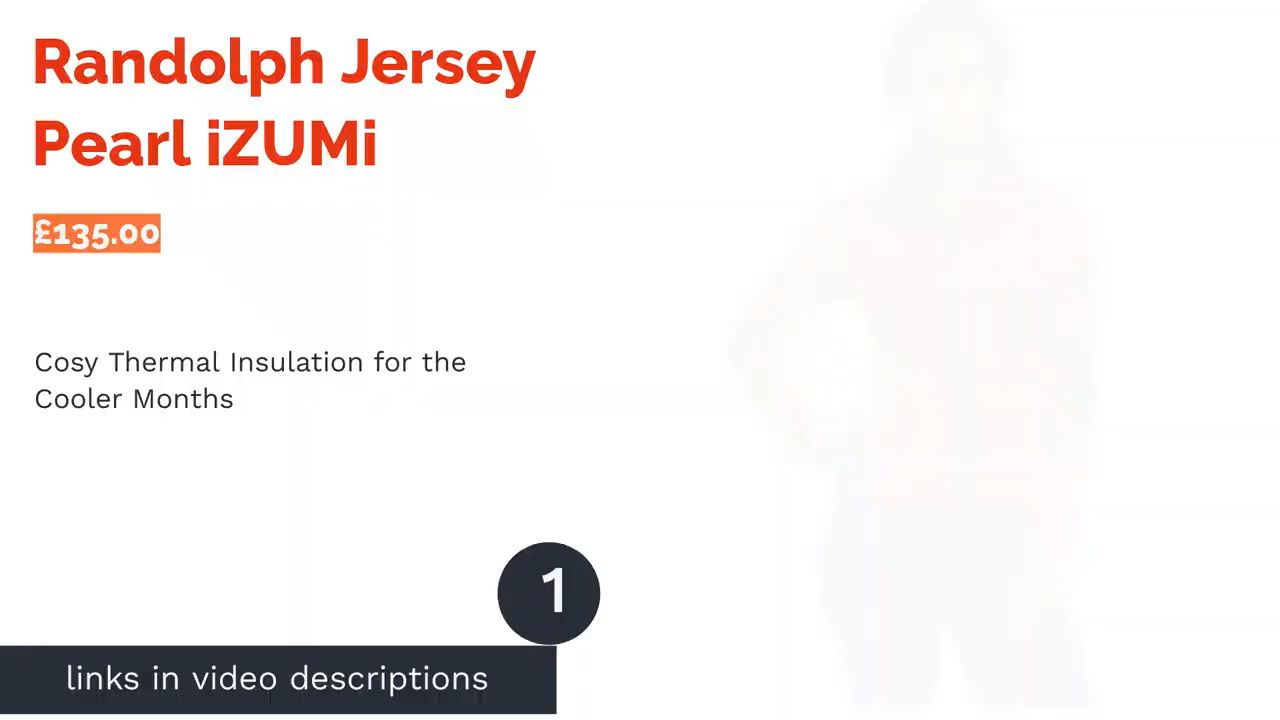 Randolph Jersey
Pearl iZUMi
£135.00
Cosy Thermal Insulation for the
Cooler Months
1
links in video descriptions